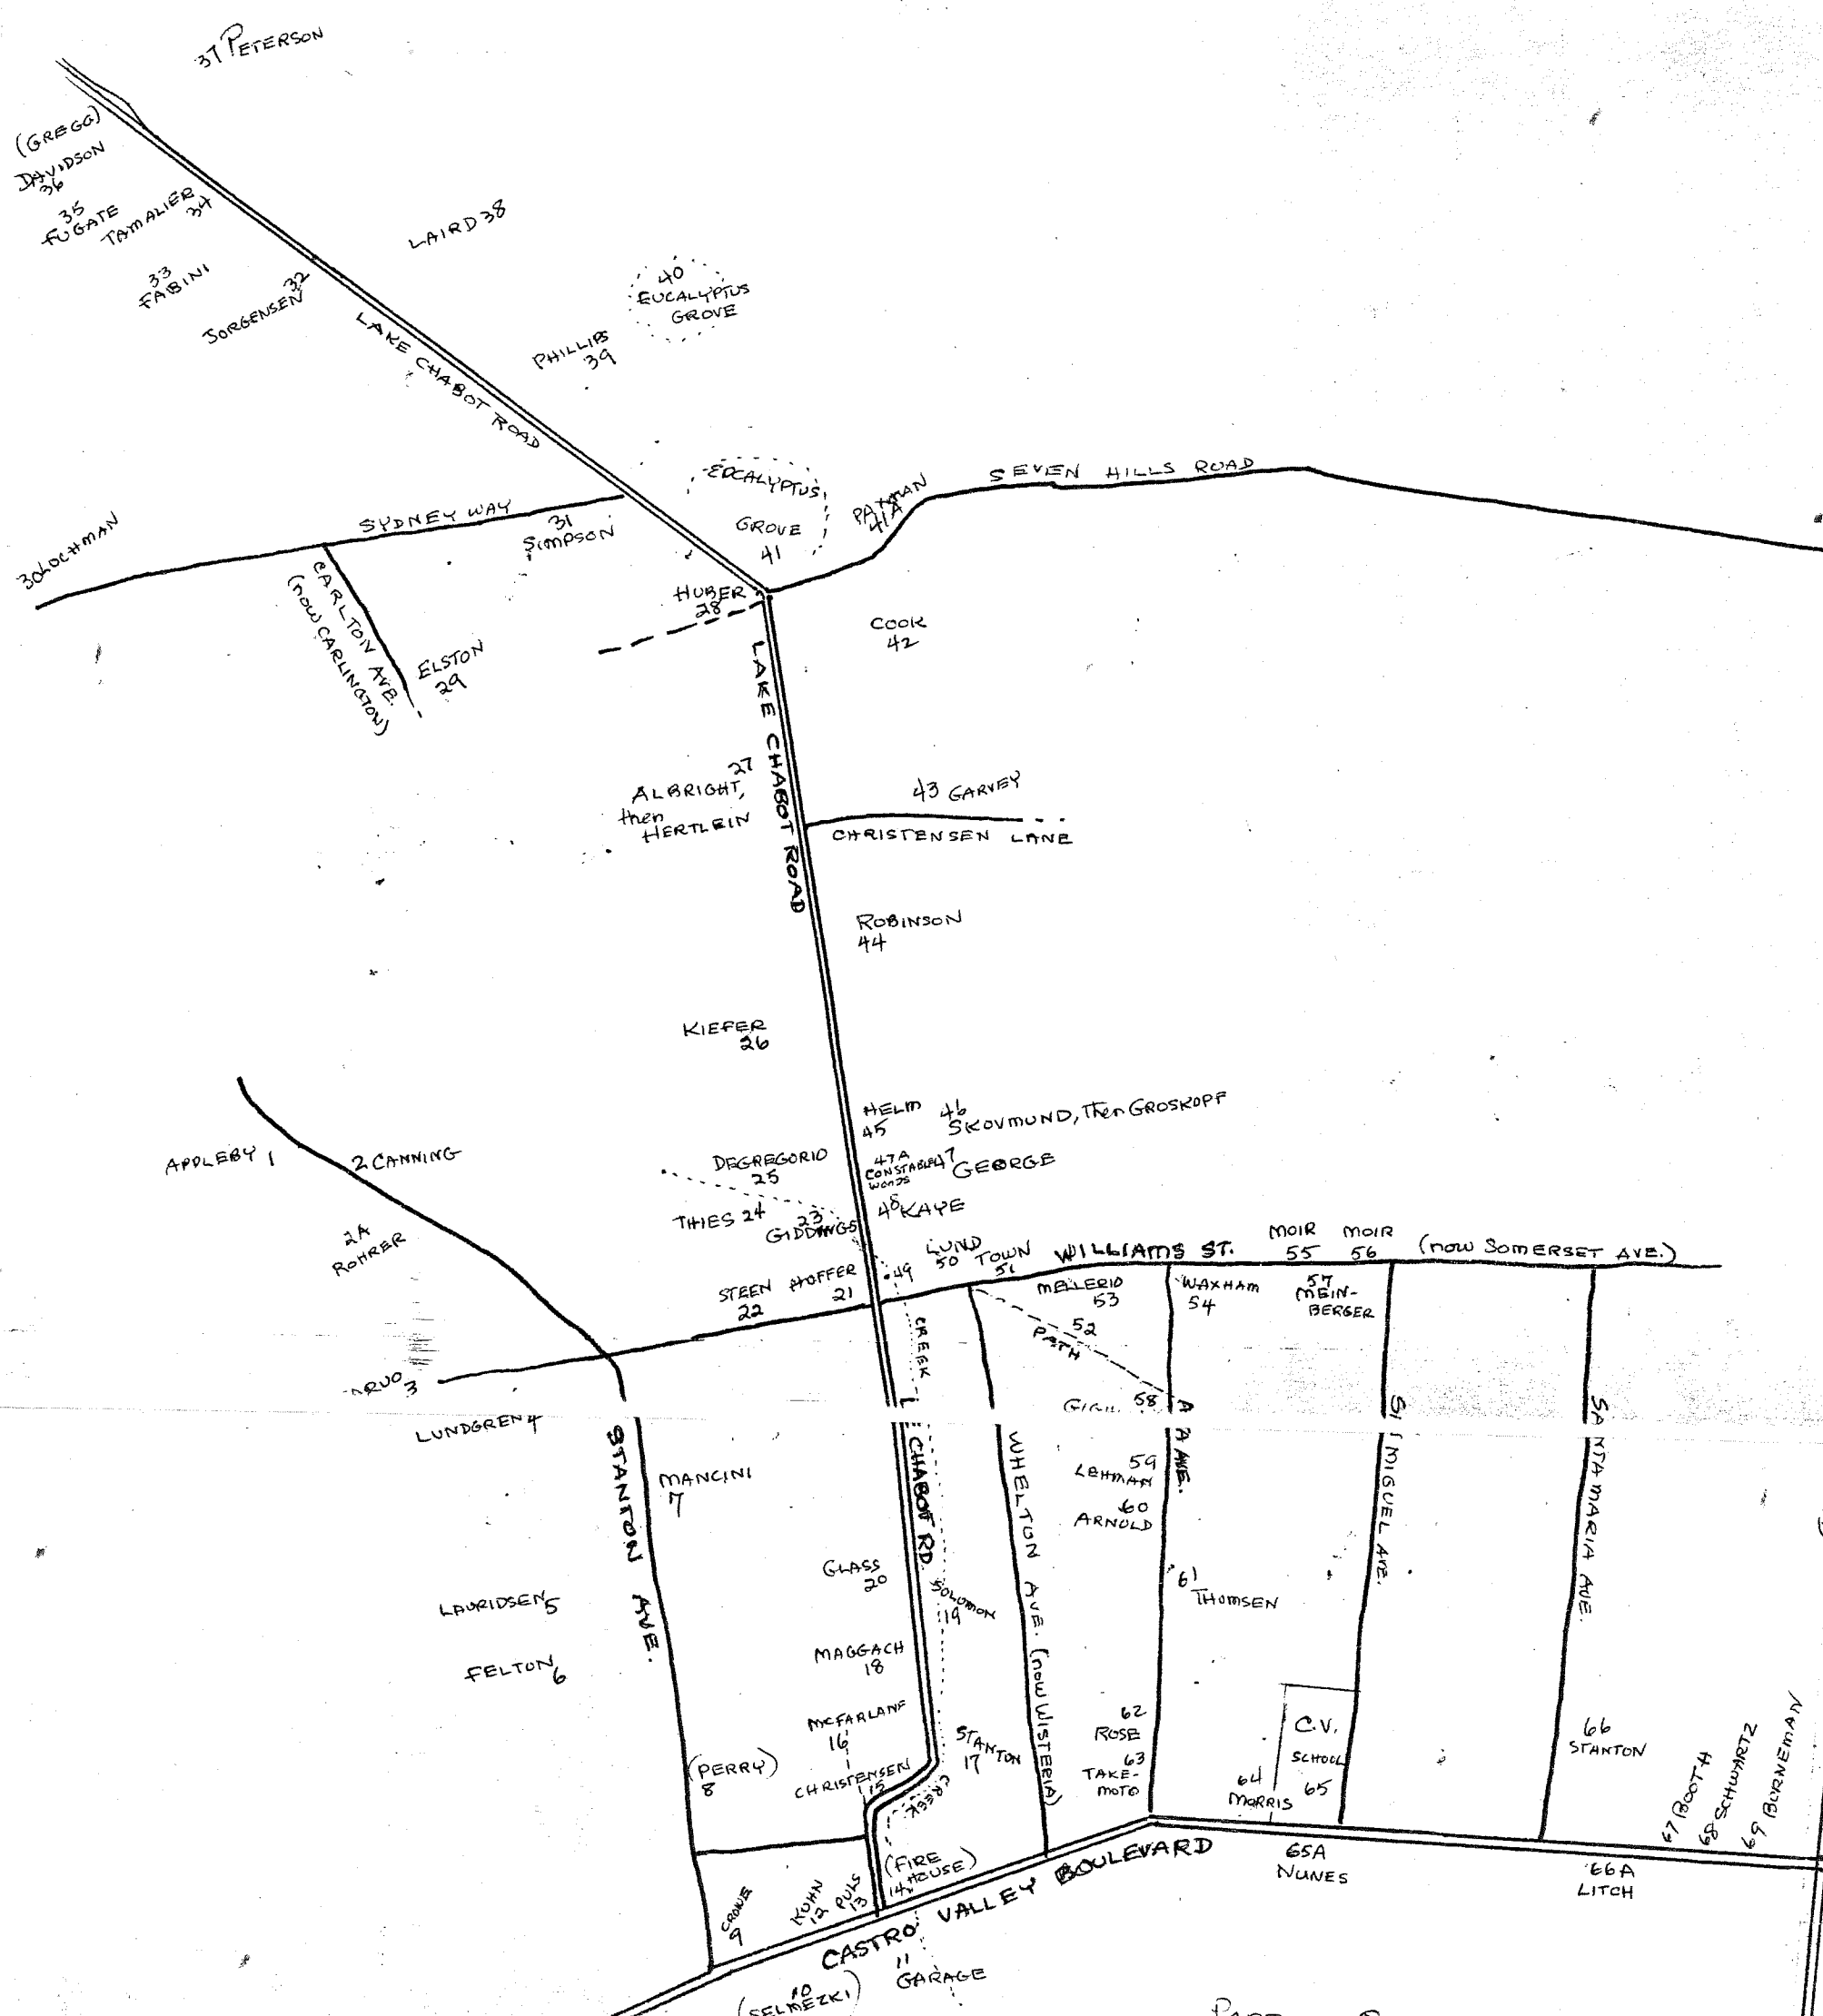 37 PETERSON
(GREGG)
DAVIDSON
36
35
FUGATE
TAMALIER
34
33
FABINI
JORGENSEN
32
LAIRD 38
40
EUCALYPTUS
GROVE
PHILLIPS
39
LAKE CHABOT ROAD
EUCALYPTUS
GROVE
41
PAXMAN
41A
SEVEN HILLS ROAD
SYDNEY WAY
31
SIMPSON
30 LOCHMAN
CARLTON AVE.
(now CARLINGTON)
ELSTON
29
HUBER
28
COOK
42
LAKE CHABOT ROAD
27
ALBRIGHT,
then
HERTLEIN
43 GARVEY
CHRISTENSEN LANE
ROBINSON
44
KIEFER
26
HELM
45
46
SKOVMUND, Then GROSKOPF
APPLEBY 1
2 CANNING
2A
ROHRER
DEGREGORIO
25
47A
CONSTABLE
47 GEORGE
THIES 24
23
GIDDINGS
48 KAYE
LUND
50
TOWN
51
WILLIAMS ST.
MOIR
55
MOIR
56
(now SOMERSET AVE.)
STEEN
22
HOFFER
21
49
MELLERIO
53
WAXHAM
54
57
MEIN-
BERGER
CREEK
52
PATH
3
LUNDGREN 4
58
STANTON AVE.
MANCINI
7
CHABOT RD.
WHELTON AVE. (now WISTERIA)
59
LEHMAN
60
ARNOLD
AVE.
MIGUEL AVE.
SANTA MARIA AVE.
GLASS
20
SOLOMON
19
61
THOMSEN
LAURIDSEN 5
FELTON 6
MAGGACH
18
MCFARLANE
16
STANTON
17
62
ROSE
63
TAKE-
MOTO
C.V.
SCHOOL
65
64
MORRIS
66
STANTON
67 BOOTH
68 SCHWARTZ
69 BORNEMAN
(PERRY)
8
CHRISTENSEN
15
CREEK
(FIRE
HOUSE)
14
CRONE
9
KUHN
12
PULS
13
CASTRO VALLEY BOULEVARD
65A
NUNES
66A
LITCH
11
GARAGE
10
(SELMEZKI)